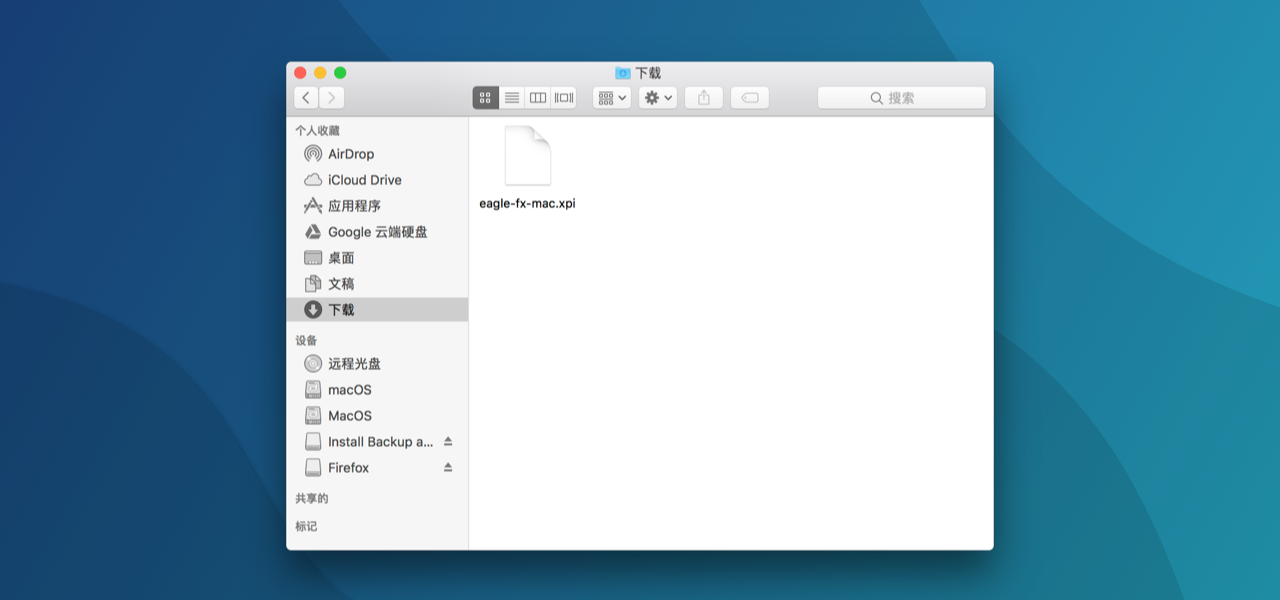 下载
搜索
个人收藏
AirDrop
iCloud Drive
应用程序
Google 云端硬盘
桌面
文稿
下载
设备
远程光盘
macOS
MacOS
Install Backup a...
Firefox
共享的
标记
eagle-fx-mac.xpi